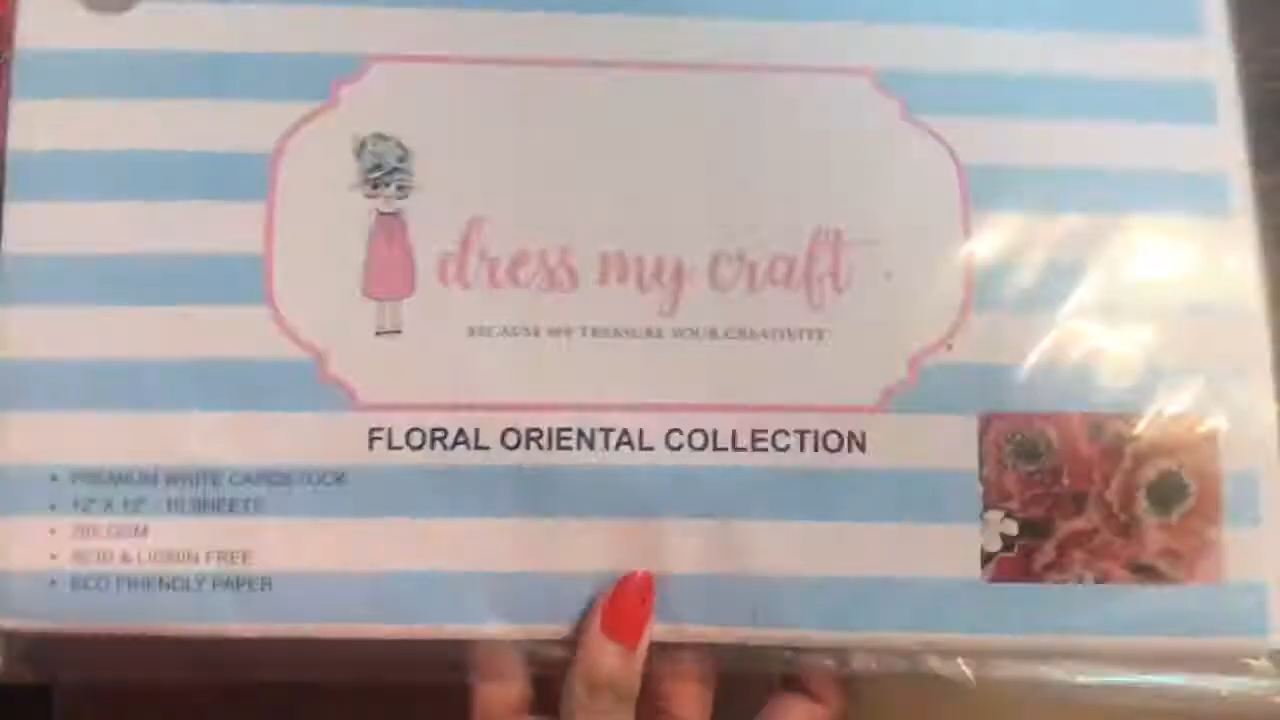 dress my craft
BECAUSE WE TREASURE YOUR CREATIVITY
FLORAL ORIENTAL COLLECTION
• PREMIUM WHITE CARDSTOCK
• 12" X 12" - 10 SHEETS
• GSM
• ACID & LIGNIN FREE
• ECO FRIENDLY PAPER